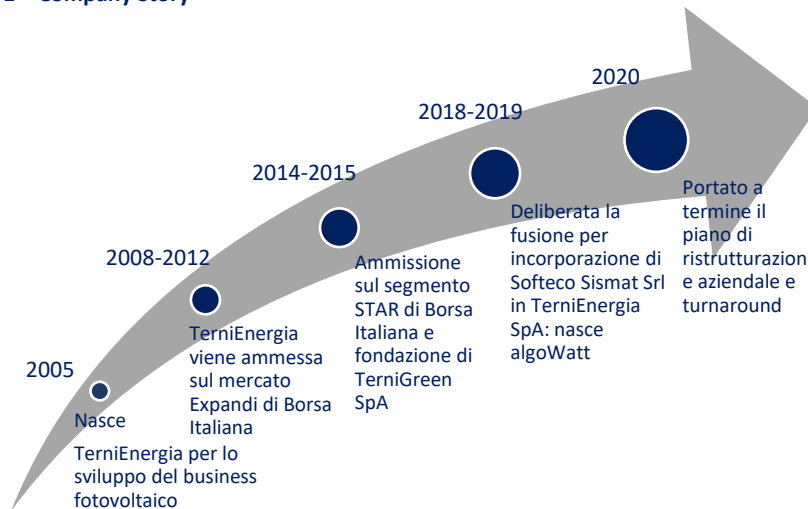 Company Story
2005
Nasce
TerniEnergia per lo
sviluppo del business
fotovoltaico
2008-2012
TerniEnergia
viene ammessa
sul mercato
Expandi di Borsa
Italiana
2014-2015
Ammissione
sul segmento
STAR di Borsa
Italiana e
fondazione di
TerniGreen
SpA
2018-2019
Deliberata la
fusione per
incorporazione di
Softeco Sismat Srl
in TerniEnergia
SpA: nasce
algoWatt
2020
Portato a
termine il
piano di
ristrutturazion
e aziendale e
turnaround